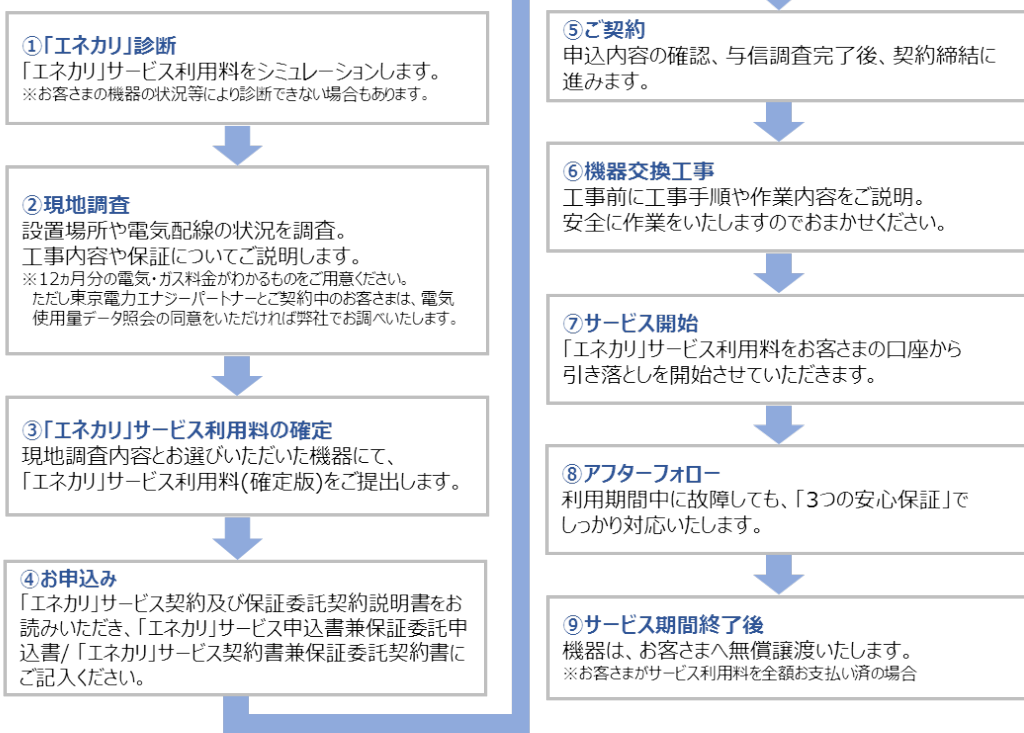 ①「エネカリ」診断
「エネカリ」サービス利用料をシミュレーションします。
※お客さまの機器の状況等により診断できない場合もあります。
②現地調査
設置場所や電気配線の状況を調査。
工事内容や保証についてご説明します。
※12ヵ月分の電気・ガス料金がわかるものをご用意ください。
ただし東京電力エナジーパートナーとご契約中のお客さまは、電気
使用量データ照会の同意をいただければ弊社でお調べいたします。
③「エネカリ」サービス利用料の確定
現地調査内容とお選びいただいた機器にて、
「エネカリ」サービス利用料(確定版)をご提出します。
④お申込み
「エネカリ」サービス契約及び保証委託契約説明書をお
読みいただき、「エネカリ」サービス申込書兼保証委託申
込書/「エネカリ」サービス契約書兼保証委託契約書に
ご記入ください。
⑤ご契約
申込内容の確認、与信調査完了後、契約締結に
進みます。
⑥機器交換工事
工事前に工事手順や作業内容をご説明。
安全に作業をいたしますのでおまかせください。
⑦サービス開始
「エネカリ」サービス利用料をお客さまの口座から
引き落としを開始させていただきます。
⑧アフターフォロー
利用期間中に故障しても、「3つの安心保証」で
しっかり対応いたします。
⑨サービス期間終了後
機器は、お客さまへ無償譲渡いたします。
※お客さまがサービス利用料を全額お支払い済の場合